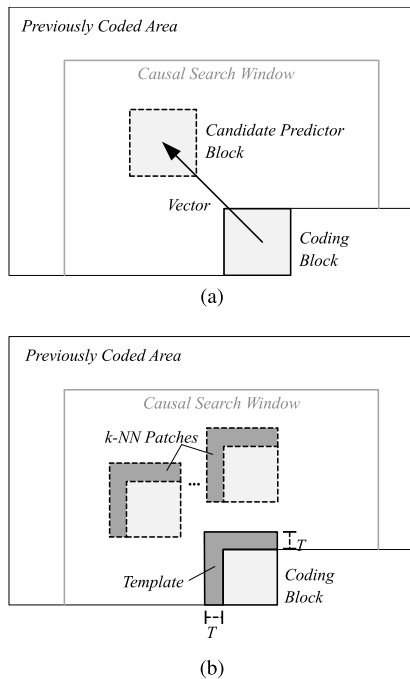 Previously Coded Area
Causal Search Window
Candidate Predictor
Block
Vector
Coding
Block
(a)
Previously Coded Area
Causal Search Window
k-NN Patches
...
T
Template
Coding
Block
T
(b)